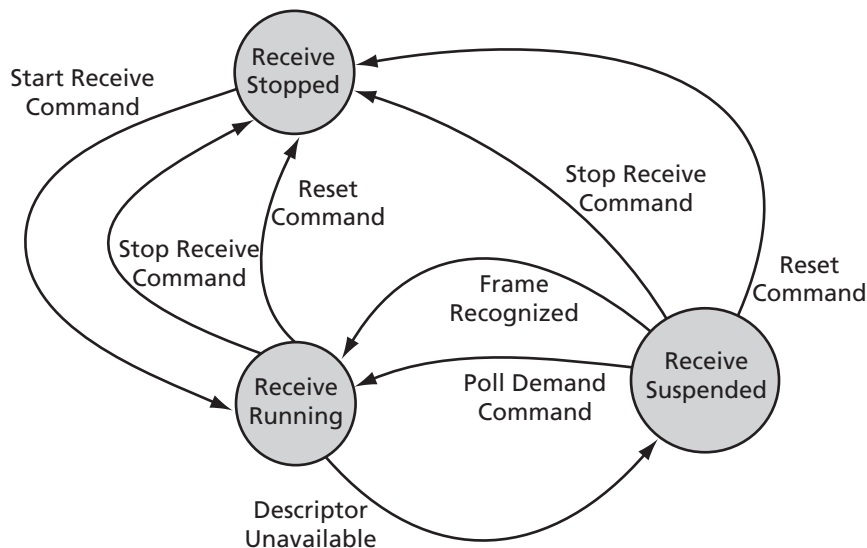 Receive
Stopped
Start Receive
Command
Stop Receive
Command
Reset
Command
Stop Receive
Command
Reset
Command
Frame
Recognized
Receive
Suspended
Receive
Running
Poll Demand
Command
Descriptor
Unavailable